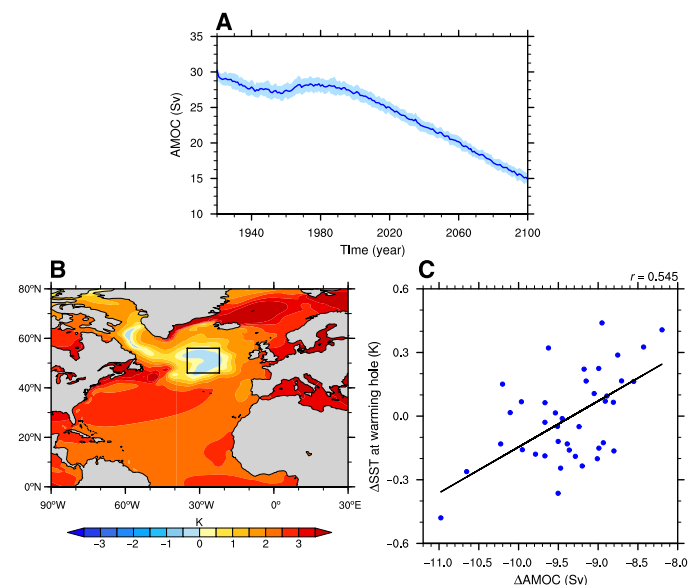 A
35
30
25
20
15
10
AMOC (Sv)
1940
1980
2020
2060
2100
TIme (year)
B
80°N
60°N
40°N
20°N
0°N
90°W
60°W
30°W
0°
30°E
K
−3
−2
−1
0
1
2
3
C
r = 0.545
0.6
0.3
0.0
−0.3
−0.6
ΔSST at warming hole (K)
−11.0
−10.5
−10.0
−9.5
−9.0
−8.5
−8.0
ΔAMOC (Sv)